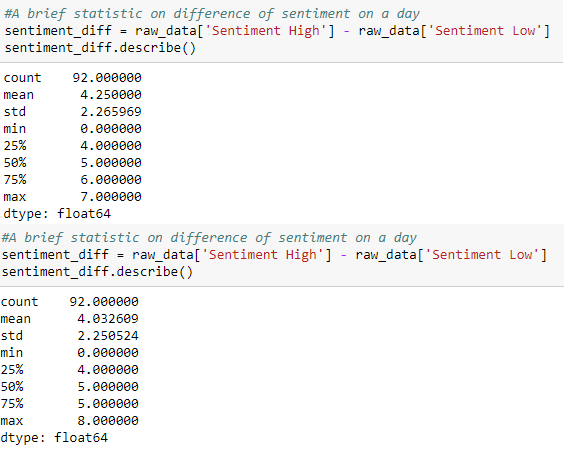 #A brief statistic on difference of sentiment on a day
sentiment_diff = raw_data['Sentiment High'] - raw_data['Sentiment Low']
sentiment_diff.describe()
count    92.000000
mean      4.250000
std       2.265969
min       0.000000
25%       4.000000
50%       5.000000
75%       6.000000
max       7.000000
dtype: float64
#A brief statistic on difference of sentiment on a day
sentiment_diff = raw_data['Sentiment High'] - raw_data['Sentiment Low']
sentiment_diff.describe()
count    92.000000
mean      4.032609
std       2.250524
min       0.000000
25%       4.000000
50%       5.000000
75%       5.000000
max       8.000000
dtype: float64